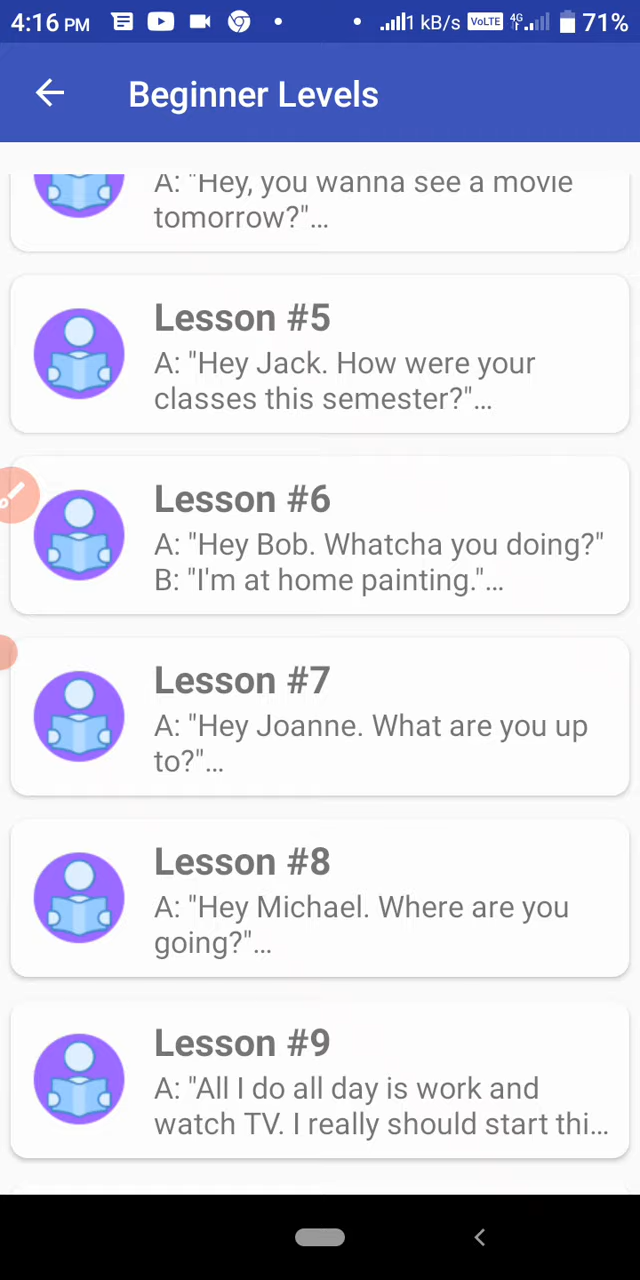 4:16 PM
1 kB/s VoLTE 4G 71%
Beginner Levels
A: "Hey, you wanna see a movie
tomorrow?"...
Lesson #5
A: "Hey Jack. How were your
classes this semester?"...
Lesson #6
A: "Hey Bob. Whatcha you doing?"
B: "I'm at home painting."...
Lesson #7
A: "Hey Joanne. What are you up
to?"...
Lesson #8
A: "Hey Michael. Where are you
going?"...
Lesson #9
A: "All I do all day is work and
watch TV. I really should start thi...